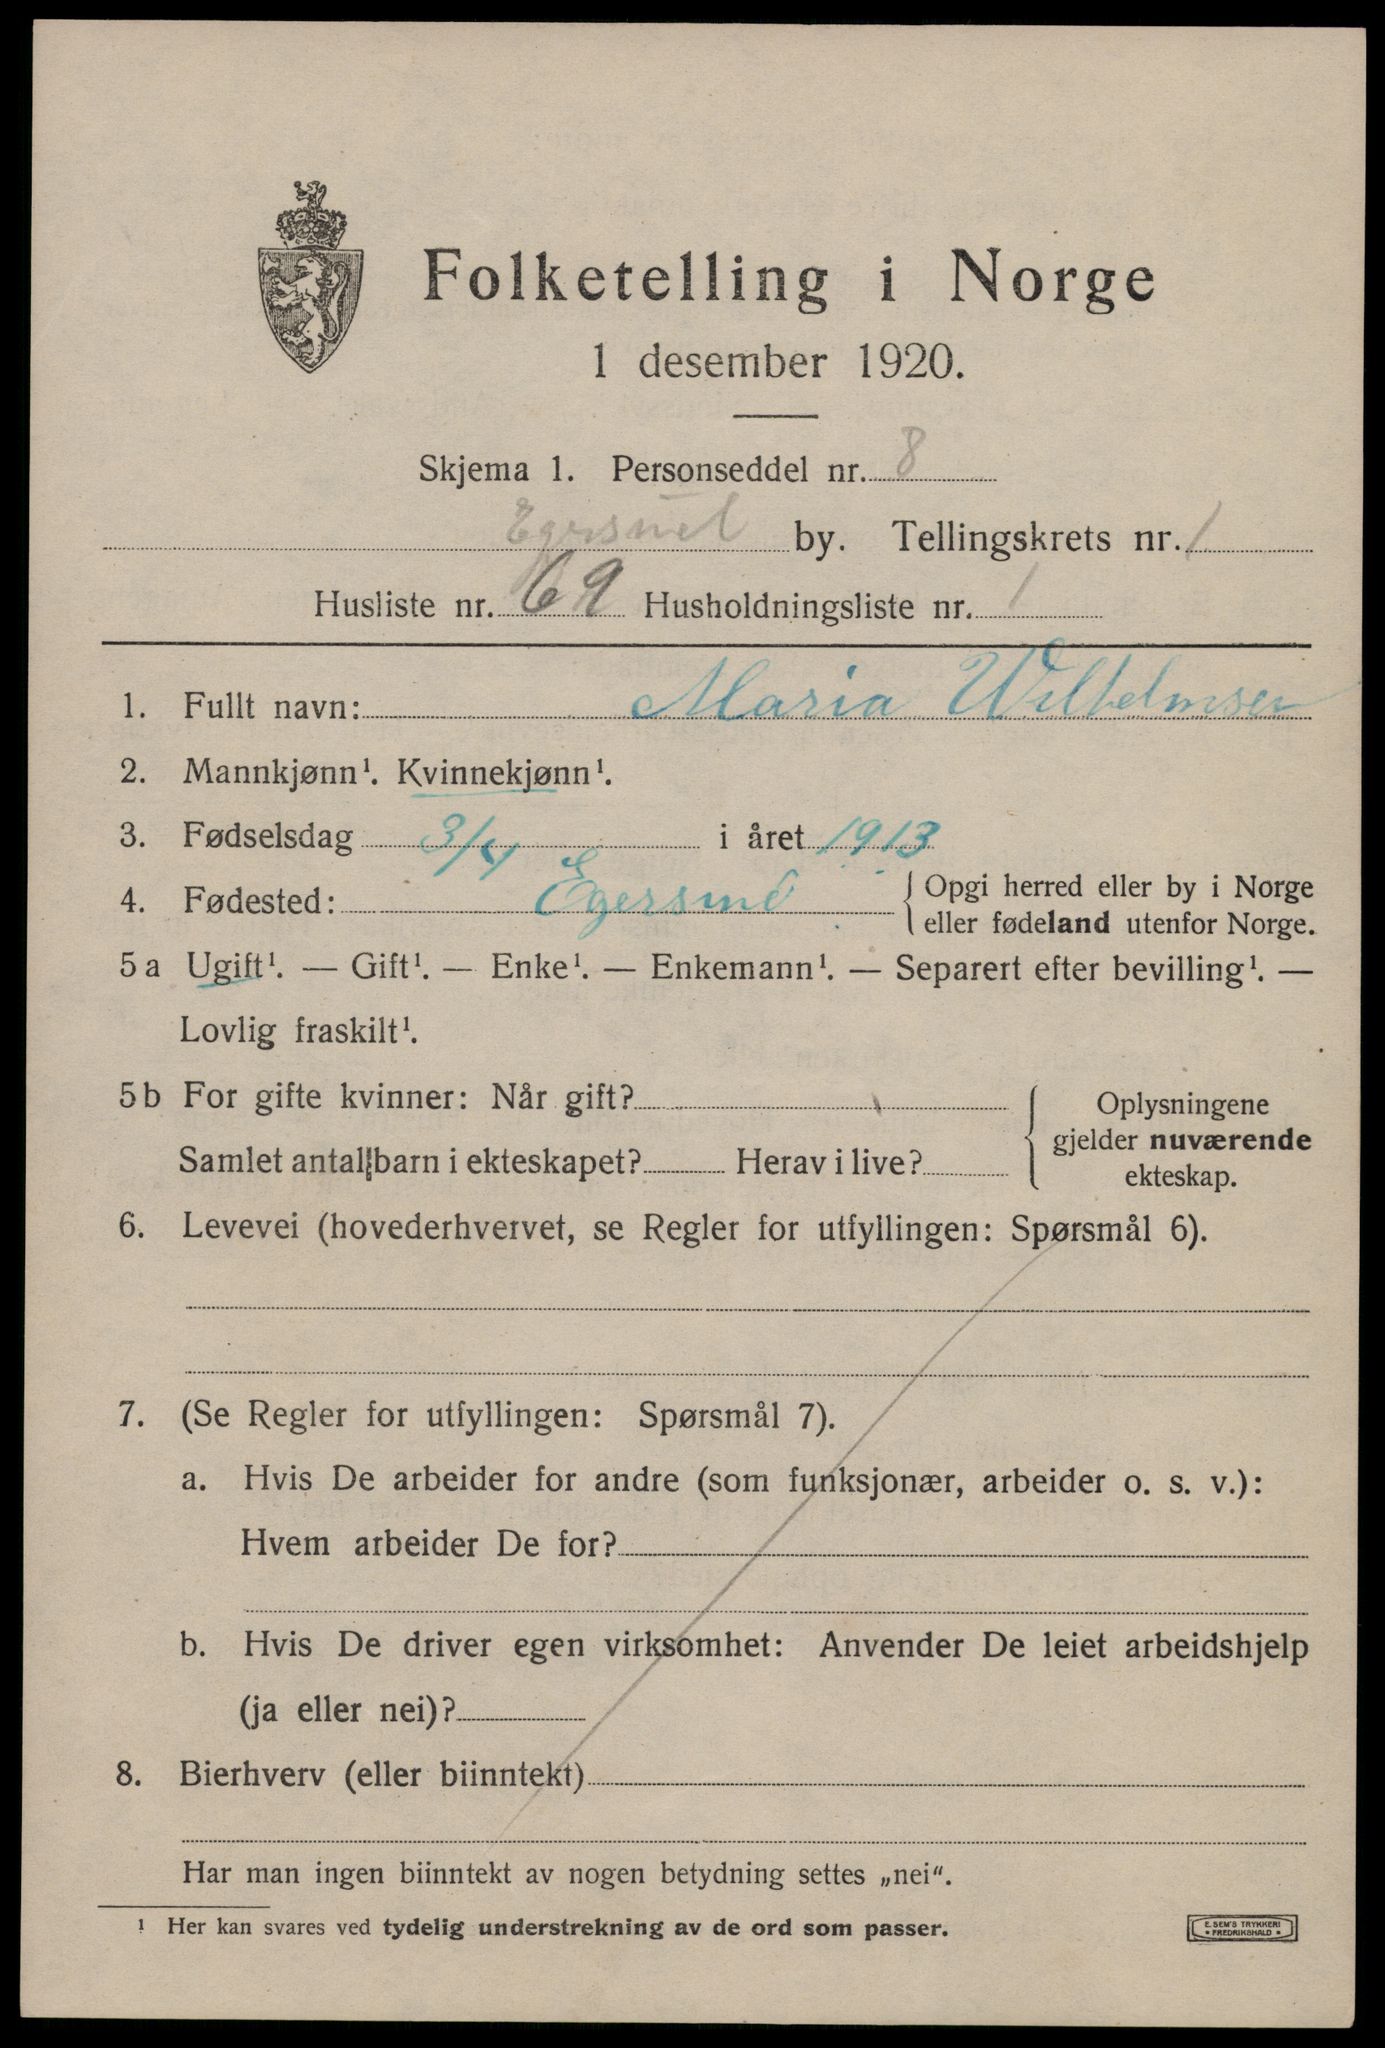 Folketelling i Norge
1 desember 1920.
Skjema 1. Personseddel nr. 8
Egersund by. Tellingskrets nr. 1
Husliste nr. 69 Husholdningsliste nr. 1
1. Fullt navn: Maria Wilhelmsen
2. Mannkjønn¹. Kvinnekjønn¹.
3. Fødselsdag 3/4 i året 1913
4. Fødested: Egersund { Opgi herred eller by i Norge
eller fødeland utenfor Norge.
5a Ugift¹. — Gift¹. — Enke¹. — Enkemann¹. — Separert efter bevilling¹. —
Lovlig fraskilt¹.
5b For gifte kvinner: Når gift? { Oplysningene
gjelder nuværende
Samlet antall barn i ekteskapet? Herav i live?
ekteskap.
6. Levevei (hovederhvervet, se Regler for utfyllingen: Spørsmål 6).
7. (Se Regler for utfyllingen: Spørsmål 7).
a. Hvis De arbeider for andre (som funksjonær, arbeider o. s. v.):
Hvem arbeider De for?
b. Hvis De driver egen virksomhet: Anvender De leiet arbeidshjelp
(ja eller nei)?
8. Bierhverv (eller biinntekt)
Har man ingen biinntekt av nogen betydning settes „nei“.
¹ Her kan svares ved tydelig understrekning av de ord som passer.
E. SEM'S TRYKKERI
• FREDRIKSHALD •